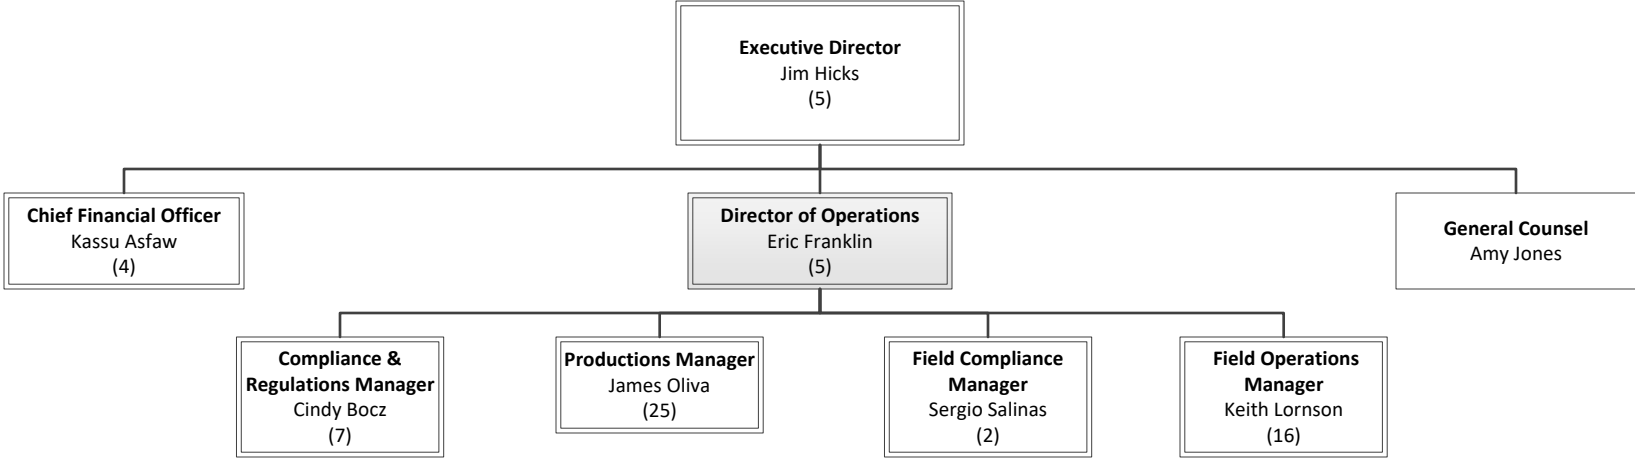 Executive Director
Jim Hicks
(5)
Chief Financial Officer
Kassu Asfaw
(4)
Director of Operations
Eric Franklin
(5)
General Counsel
Amy Jones
Compliance &
Regulations Manager
Cindy Bocz
(7)
Productions Manager
James Oliva
(25)
Field Compliance
Manager
Sergio Salinas
(2)
Field Operations
Manager
Keith Lornson
(16)